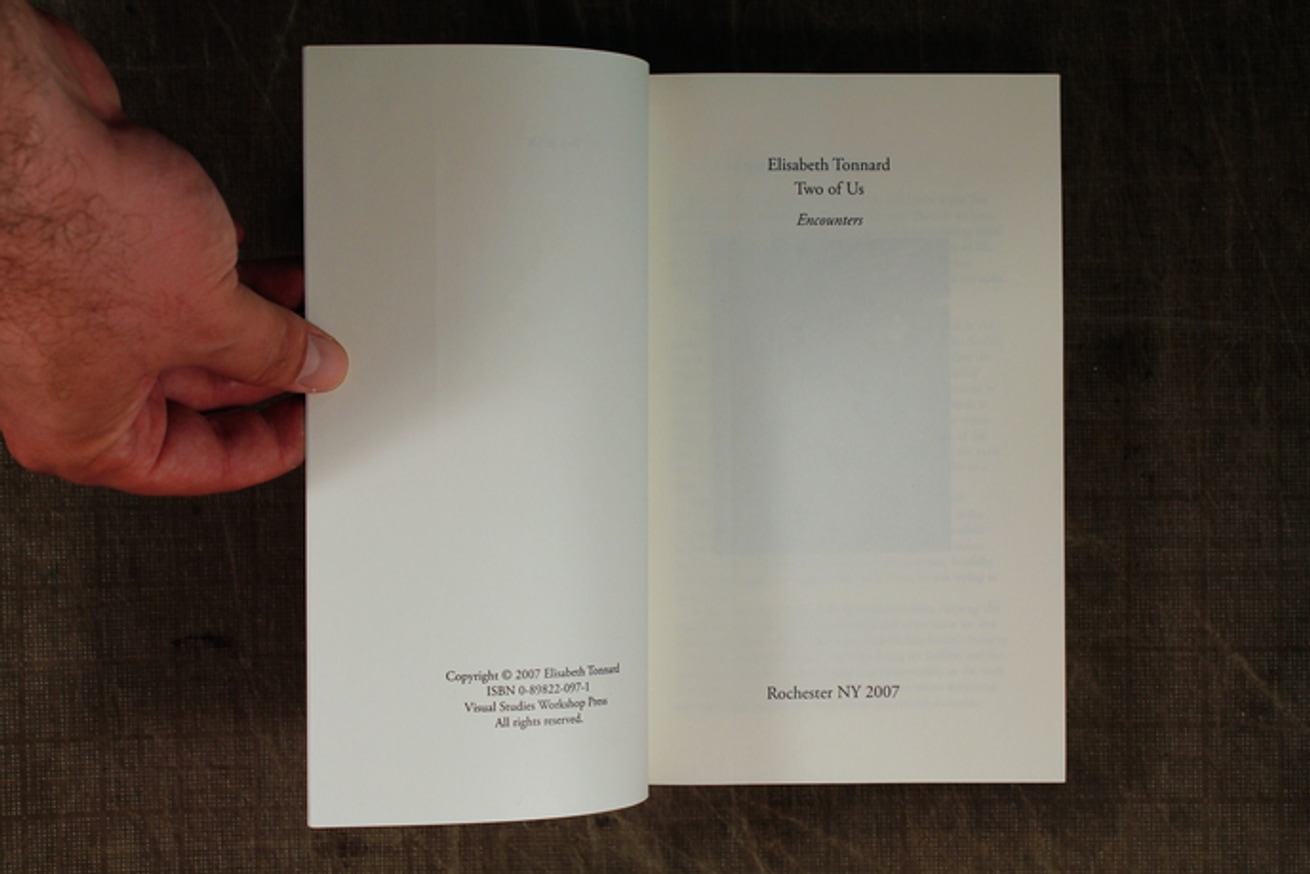 Copyright © 2007 Elisabeth Tonnard
ISBN 0-89822-097-1
Visual Studies Workshop Press
All rights reserved.
Elisabeth Tonnard
Two of Us
Encounters
Rochester NY 2007